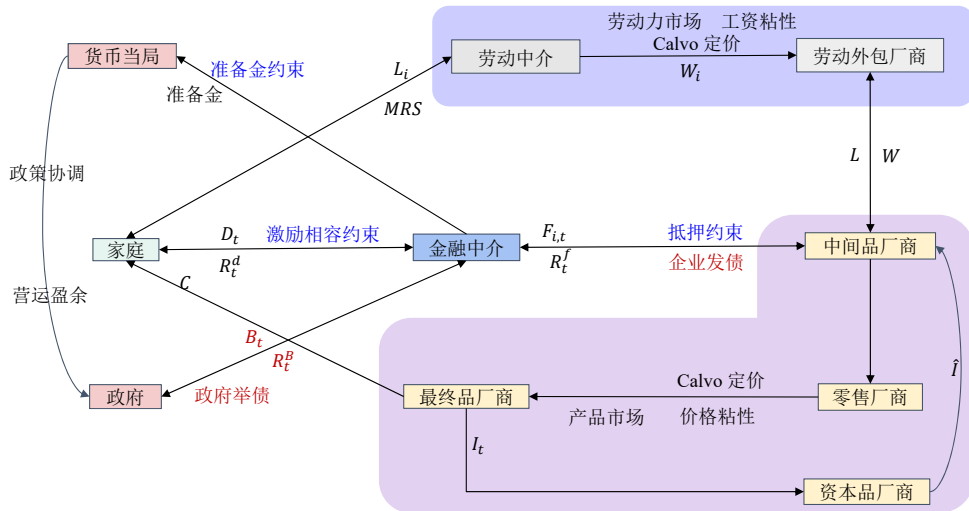 劳动力市场 工资粘性
货币当局
Calvo 定价
劳动中介
劳动外包厂商
准备金约束
准备金
L_i
W_i
MRS
政策协调
L W
D_t
激励相容约束
F_{i,t}
抵押约束
家庭
金融中介
中间品厂商
R_t^d
R_t^f
企业发债
C
营运盈余
B_t
R_t^B
Î
政府
政府举债
最终品厂商
Calvo 定价
零售厂商
产品市场 价格粘性
I_t
资本品厂商